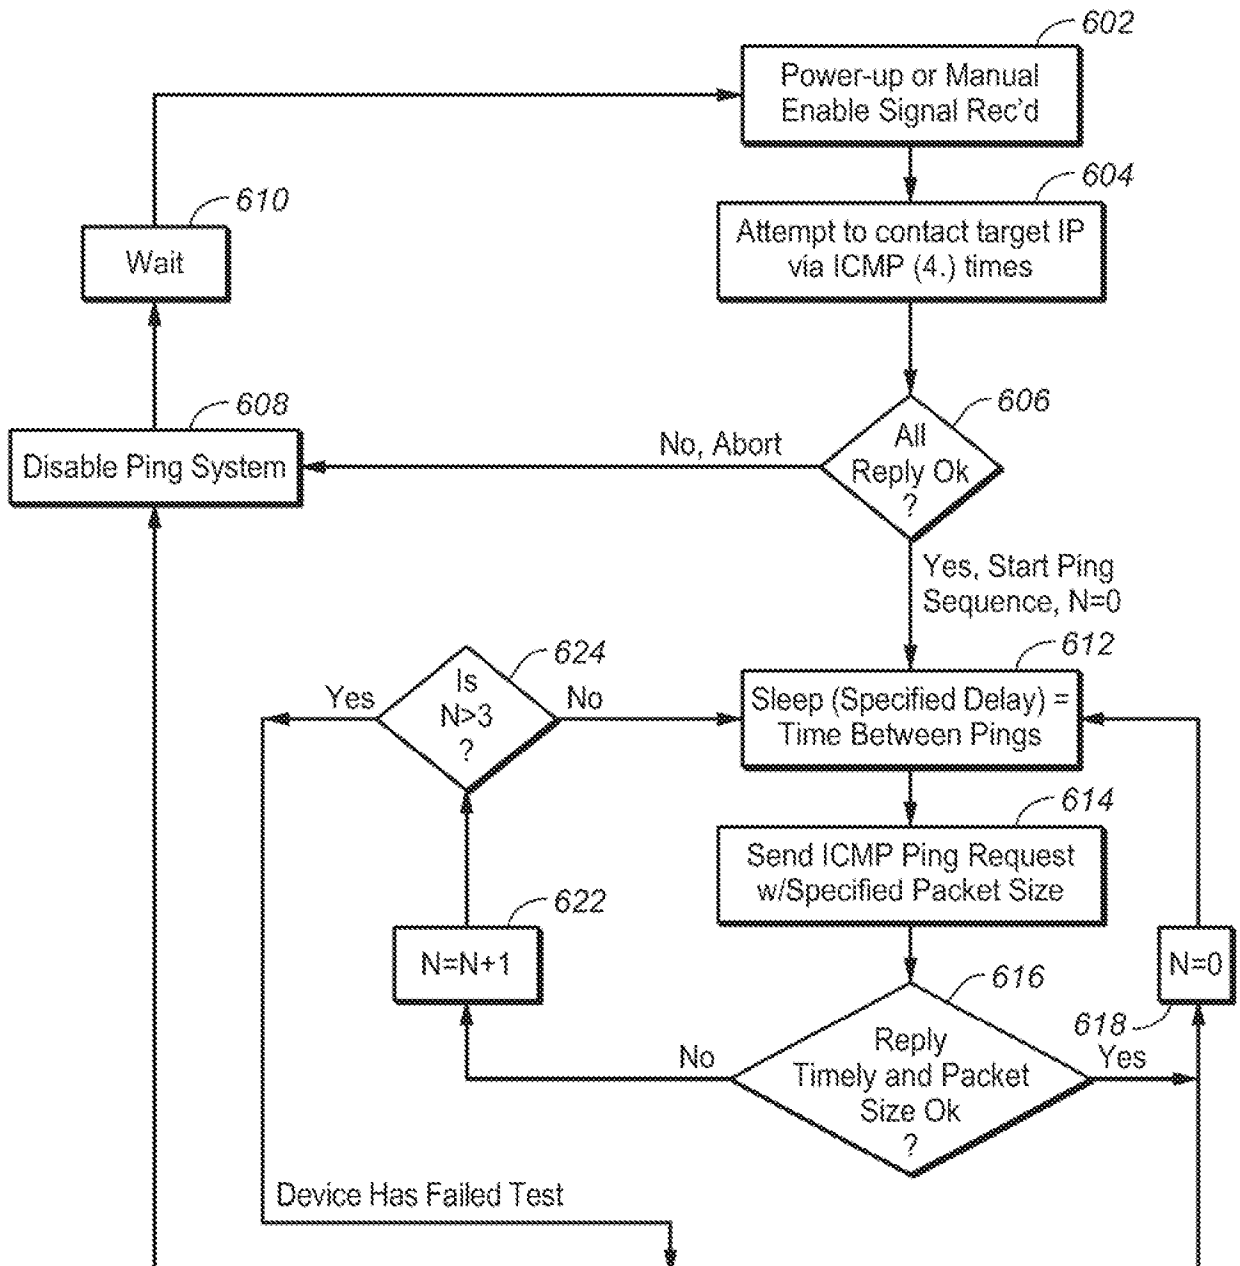 602
Power-up or Manual
Enable Signal Rec'd
604
Attempt to contact target IP
via ICMP (4.) times
610
Wait
606
All
Reply Ok
?
No, Abort
608
Disable Ping System
Yes, Start Ping
Sequence, N=0
612
Sleep (Specified Delay) =
Time Between Pings
624
Is
N>3
?
Yes
No
614
Send ICMP Ping Request
w/Specified Packet Size
622
N=N+1
616
Reply
Timely and Packet
Size Ok
?
No
Yes
N=0
618
Device Has Failed Test